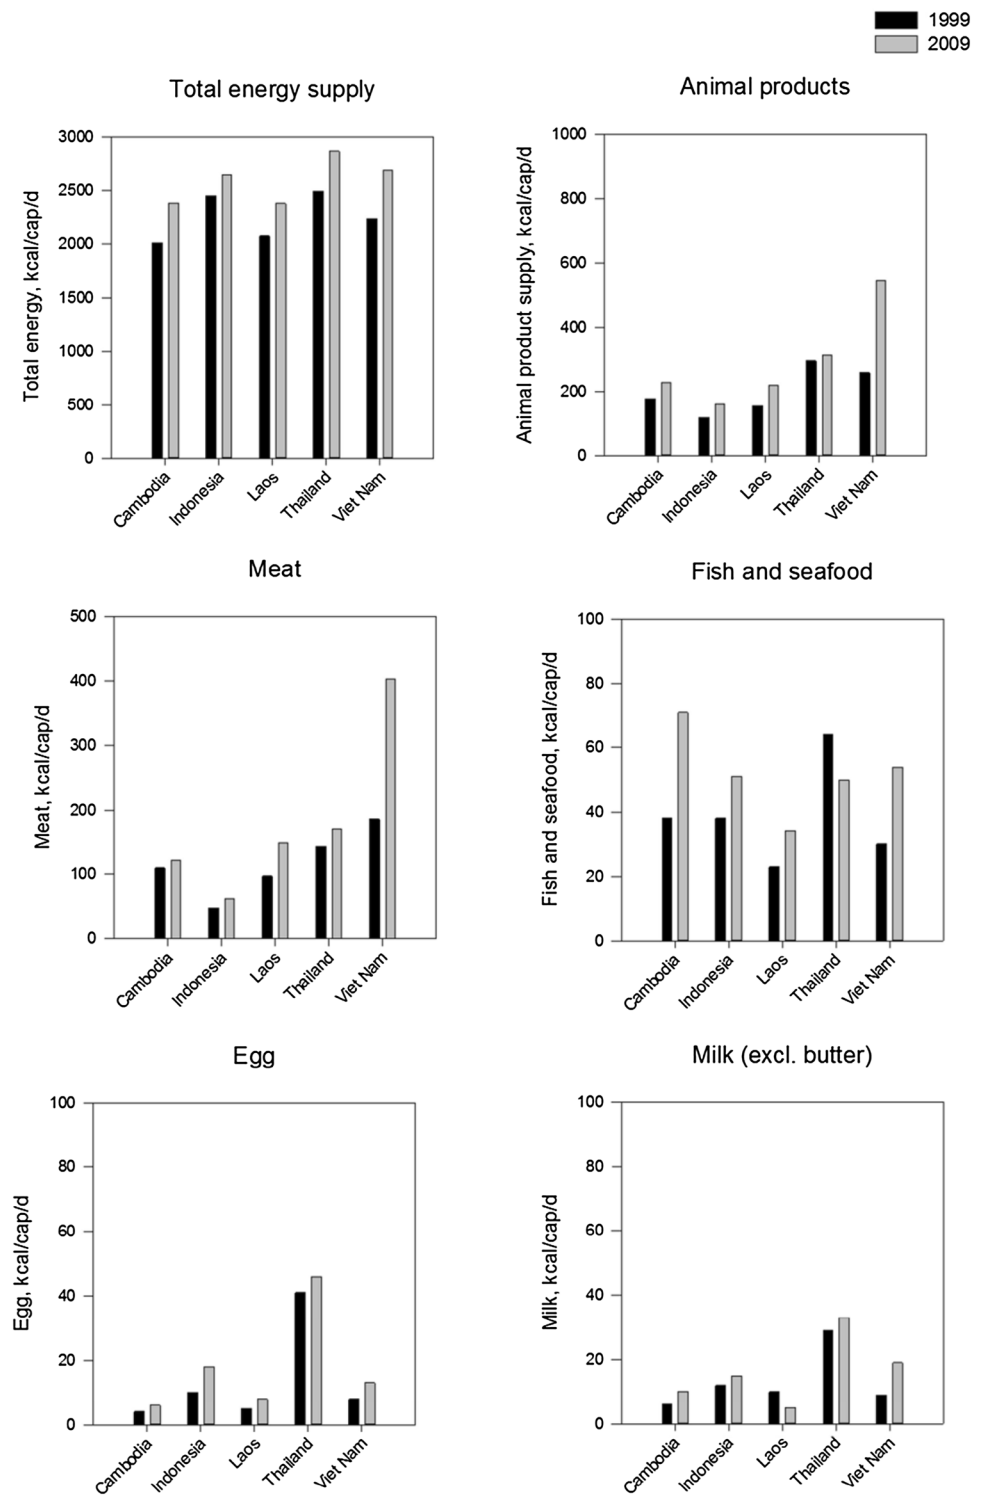 1999
2009
Total energy supply
Total energy, kcal/cap/d
3000
2500
2000
1500
1000
500
0
Cambodia
Indonesia
Laos
Thailand
Viet Nam
Animal products
Animal product supply, kcal/cap/d
1000
800
600
400
200
0
Cambodia
Indonesia
Laos
Thailand
Viet Nam
Meat
Meat, kcal/cap/d
500
400
300
200
100
0
Cambodia
Indonesia
Laos
Thailand
Viet Nam
Fish and seafood
Fish and seafood, kcal/cap/d
100
80
60
40
20
0
Cambodia
Indonesia
Laos
Thailand
Viet Nam
Egg
Egg, kcal/cap/d
100
80
60
40
20
0
Cambodia
Indonesia
Laos
Thailand
Viet Nam
Milk (excl. butter)
Milk, kcal/cap/d
100
80
60
40
20
0
Cambodia
Indonesia
Laos
Thailand
Viet Nam